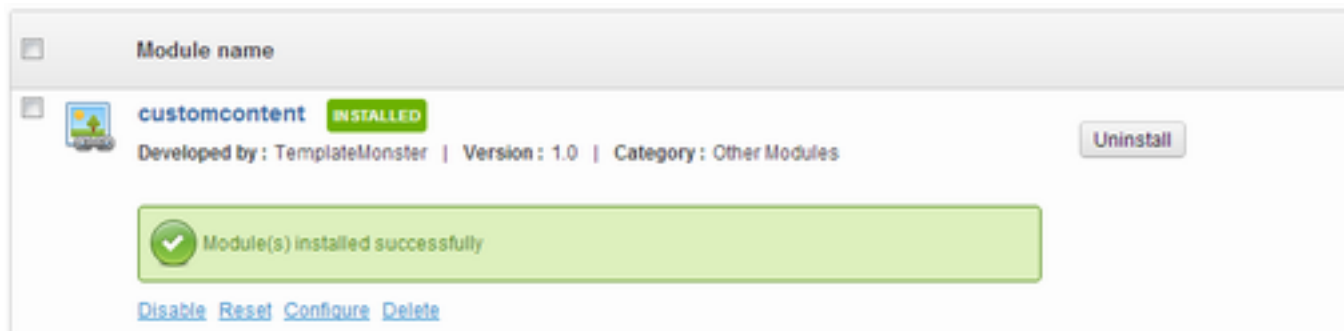 Module name
customcontent INSTALLED
Developed by : TemplateMonster | Version : 1.0 | Category : Other Modules
Uninstall
Module(s) installed successfully
Disable Reset Configure Delete